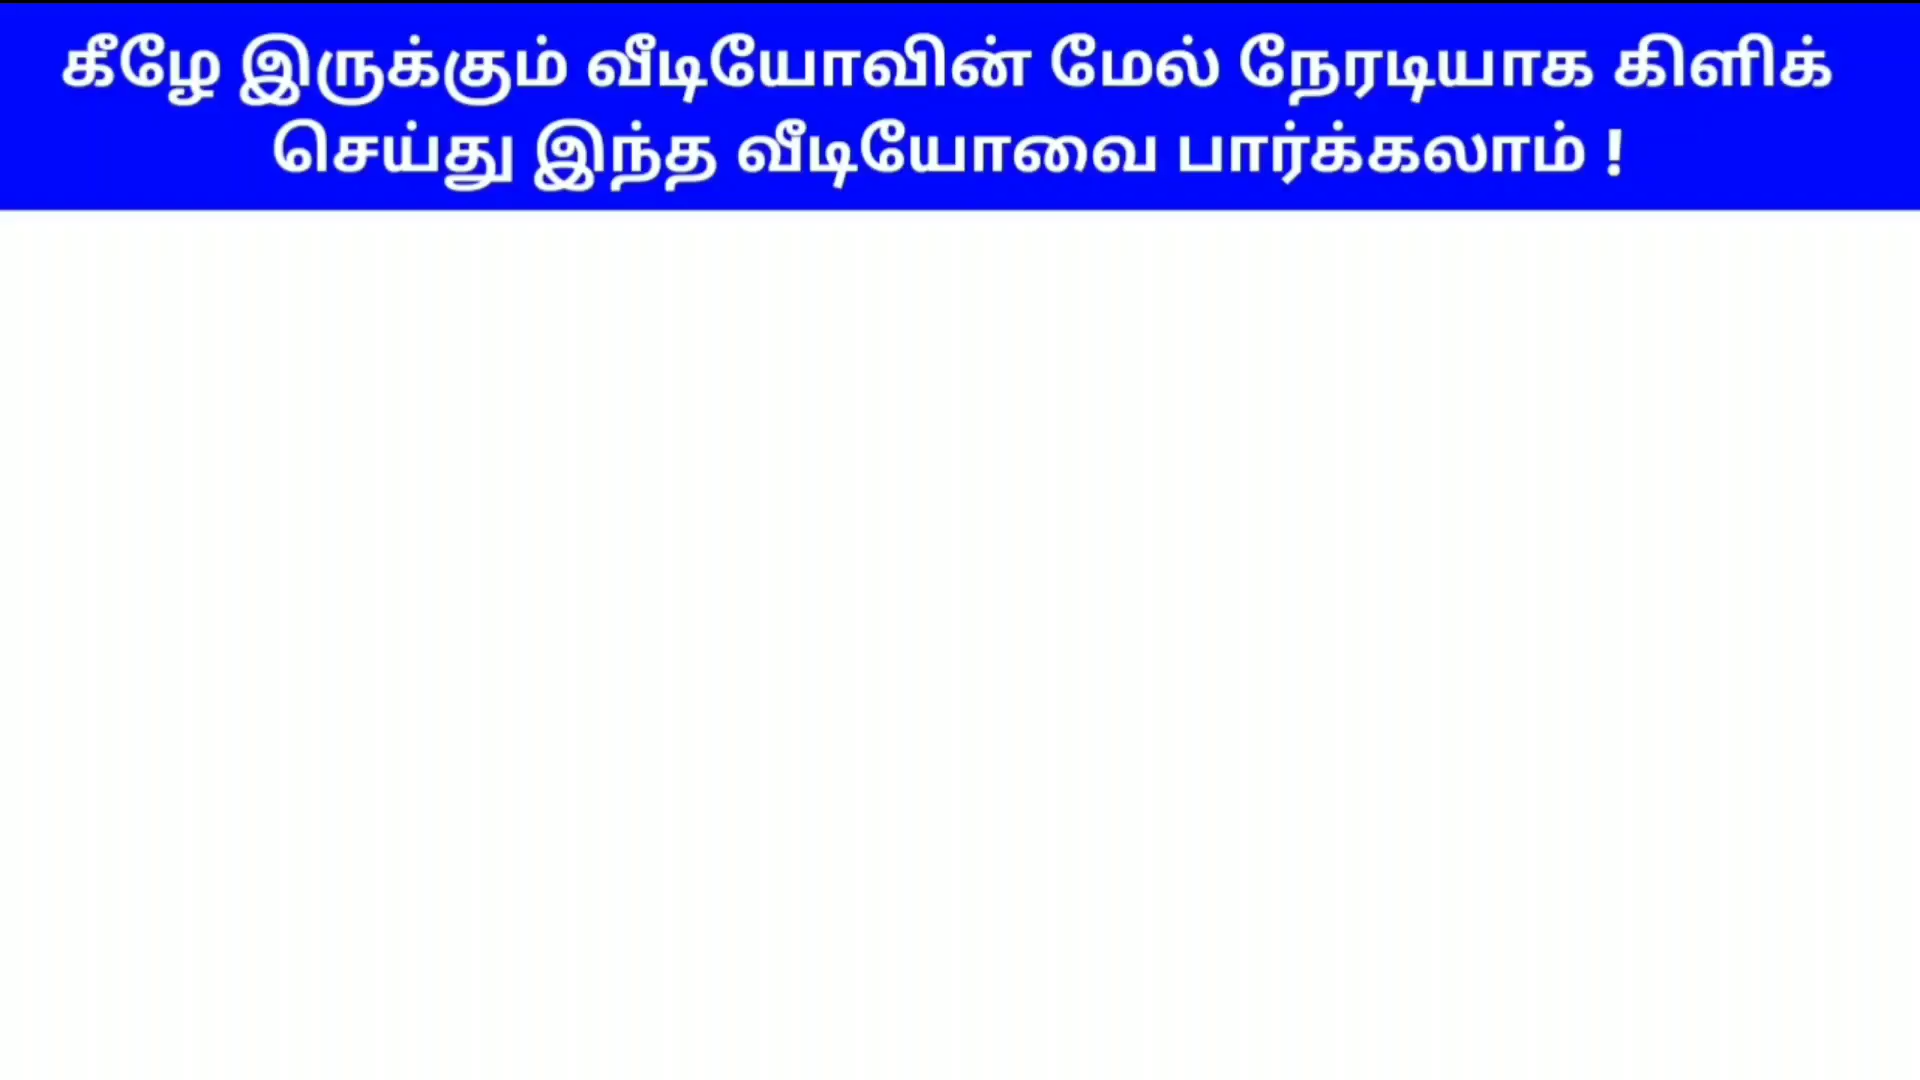 கீழே இருக்கும் வீடியோவின் மேல் நேரடியாக கிளிக்
செய்து இந்த வீடியோவை பார்க்கலாம் !